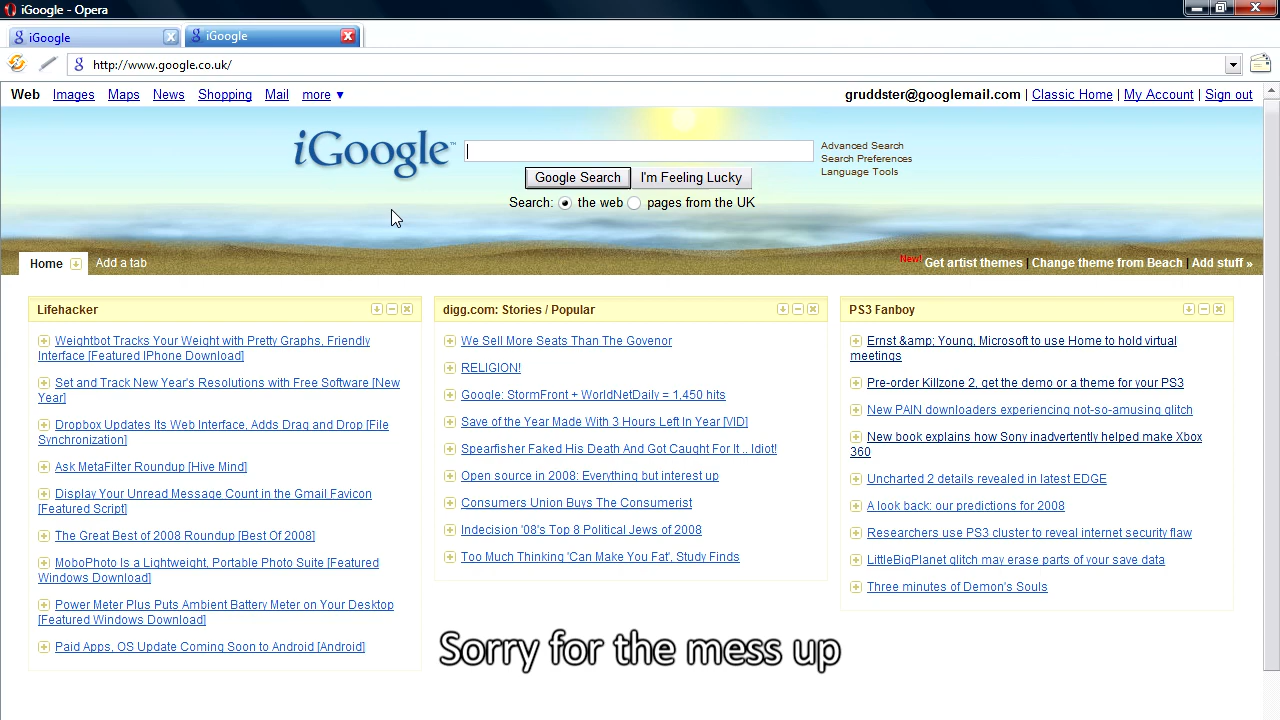 iGoogle - Opera
iGoogle
iGoogle
http://www.google.co.uk/
Web Images Maps News Shopping Mail more ▼
gruddster@googlemail.com | Classic Home | My Account | Sign out
iGoogle™
Advanced Search
Search Preferences
Language Tools
Google Search
I'm Feeling Lucky
Search: the web pages from the UK
Home
Add a tab
New! Get artist themes | Change theme from Beach | Add stuff »
Lifehacker
Weightbot Tracks Your Weight with Pretty Graphs, Friendly
Interface [Featured IPhone Download]
Set and Track New Year's Resolutions with Free Software [New
Year]
Dropbox Updates Its Web Interface, Adds Drag and Drop [File
Synchronization]
Ask MetaFilter Roundup [Hive Mind]
Display Your Unread Message Count in the Gmail Favicon
[Featured Script]
The Great Best of 2008 Roundup [Best Of 2008]
MoboPhoto Is a Lightweight, Portable Photo Suite [Featured
Windows Download]
Power Meter Plus Puts Ambient Battery Meter on Your Desktop
[Featured Windows Download]
Paid Apps, OS Update Coming Soon to Android [Android]
digg.com: Stories / Popular
We Sell More Seats Than The Govenor
RELIGION!
Google: StormFront + WorldNetDaily = 1,450 hits
Save of the Year Made With 3 Hours Left In Year [VID]
Spearfisher Faked His Death And Got Caught For It .. Idiot!
Open source in 2008: Everything but interest up
Consumers Union Buys The Consumerist
Indecision '08's Top 8 Political Jews of 2008
Too Much Thinking 'Can Make You Fat', Study Finds
PS3 Fanboy
Ernst &amp; Young, Microsoft to use Home to hold virtual
meetings
Pre-order Killzone 2, get the demo or a theme for your PS3
New PAIN downloaders experiencing not-so-amusing glitch
New book explains how Sony inadvertently helped make Xbox
360
Uncharted 2 details revealed in latest EDGE
A look back: our predictions for 2008
Researchers use PS3 cluster to reveal internet security flaw
LittleBigPlanet glitch may erase parts of your save data
Three minutes of Demon's Souls
Sorry for the mess up